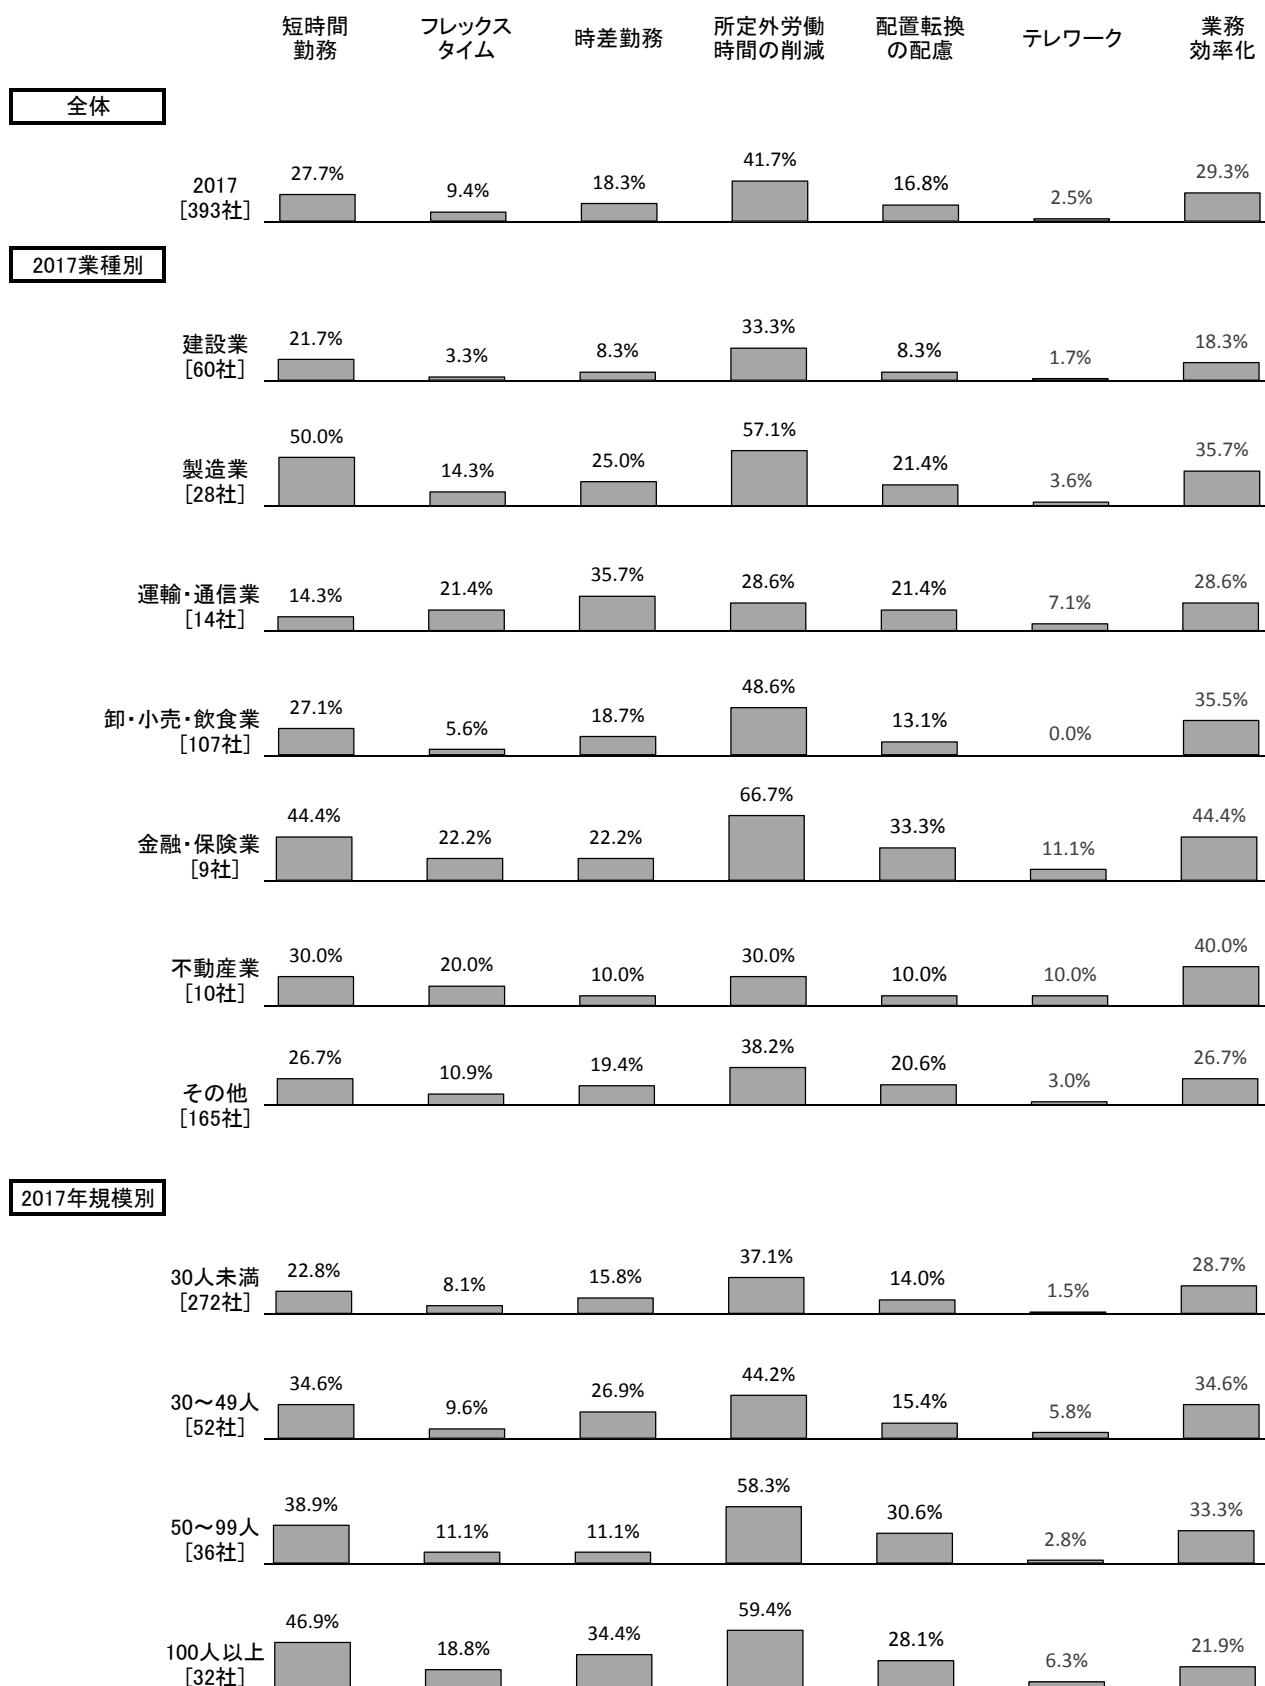 短時間
勤務
フレックス
タイム
時差勤務
所定外労働
時間の削減
配置転換
の配慮
テレワーク
業務
効率化
全体
2017
[393社]
27.7%
9.4%
18.3%
41.7%
16.8%
2.5%
29.3%
2017業種別
建設業
[60社]
21.7%
3.3%
8.3%
33.3%
8.3%
1.7%
18.3%
製造業
[28社]
50.0%
14.3%
25.0%
57.1%
21.4%
3.6%
35.7%
運輸・通信業
[14社]
14.3%
21.4%
35.7%
28.6%
21.4%
7.1%
28.6%
卸・小売・飲食業
[107社]
27.1%
5.6%
18.7%
48.6%
13.1%
0.0%
35.5%
金融・保険業
[9社]
44.4%
22.2%
22.2%
66.7%
33.3%
11.1%
44.4%
不動産業
[10社]
30.0%
20.0%
10.0%
30.0%
10.0%
10.0%
40.0%
その他
[165社]
26.7%
10.9%
19.4%
38.2%
20.6%
3.0%
26.7%
2017年規模別
30人未満
[272社]
22.8%
8.1%
15.8%
37.1%
14.0%
1.5%
28.7%
30～49人
[52社]
34.6%
9.6%
26.9%
44.2%
15.4%
5.8%
34.6%
50～99人
[36社]
38.9%
11.1%
11.1%
58.3%
30.6%
2.8%
33.3%
100人以上
[32社]
46.9%
18.8%
34.4%
59.4%
28.1%
6.3%
21.9%